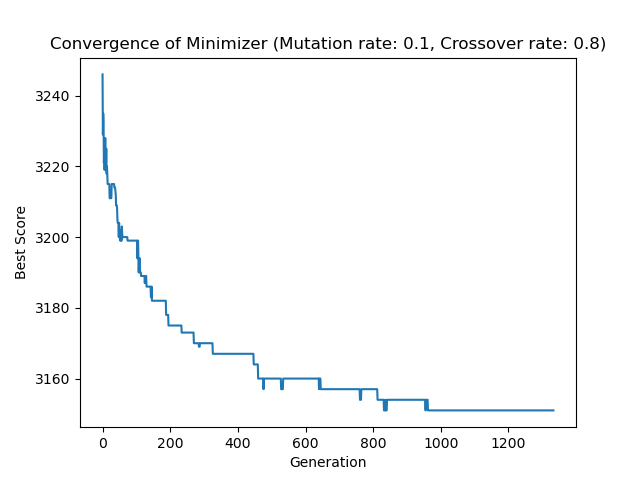 Convergence of Minimizer (Mutation rate: 0.1, Crossover rate: 0.8)
3240
3220
3200
3180
3160
Best Score
0 200 400 600 800 1000 1200
Generation